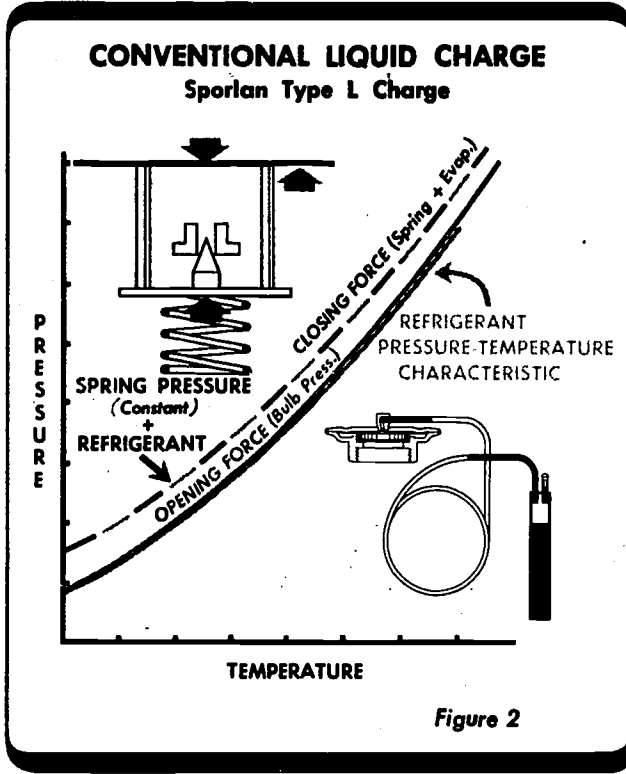 CONVENTIONAL LIQUID CHARGE
Sporlan Type L Charge
PRESSURE
CLOSING FORCE (Spring + Evap.)
OPENING FORCE (Bulb Press.)
REFRIGERANT
PRESSURE-TEMPERATURE
CHARACTERISTIC
SPRING PRESSURE
(Constant)
+
REFRIGERANT
TEMPERATURE
Figure 2